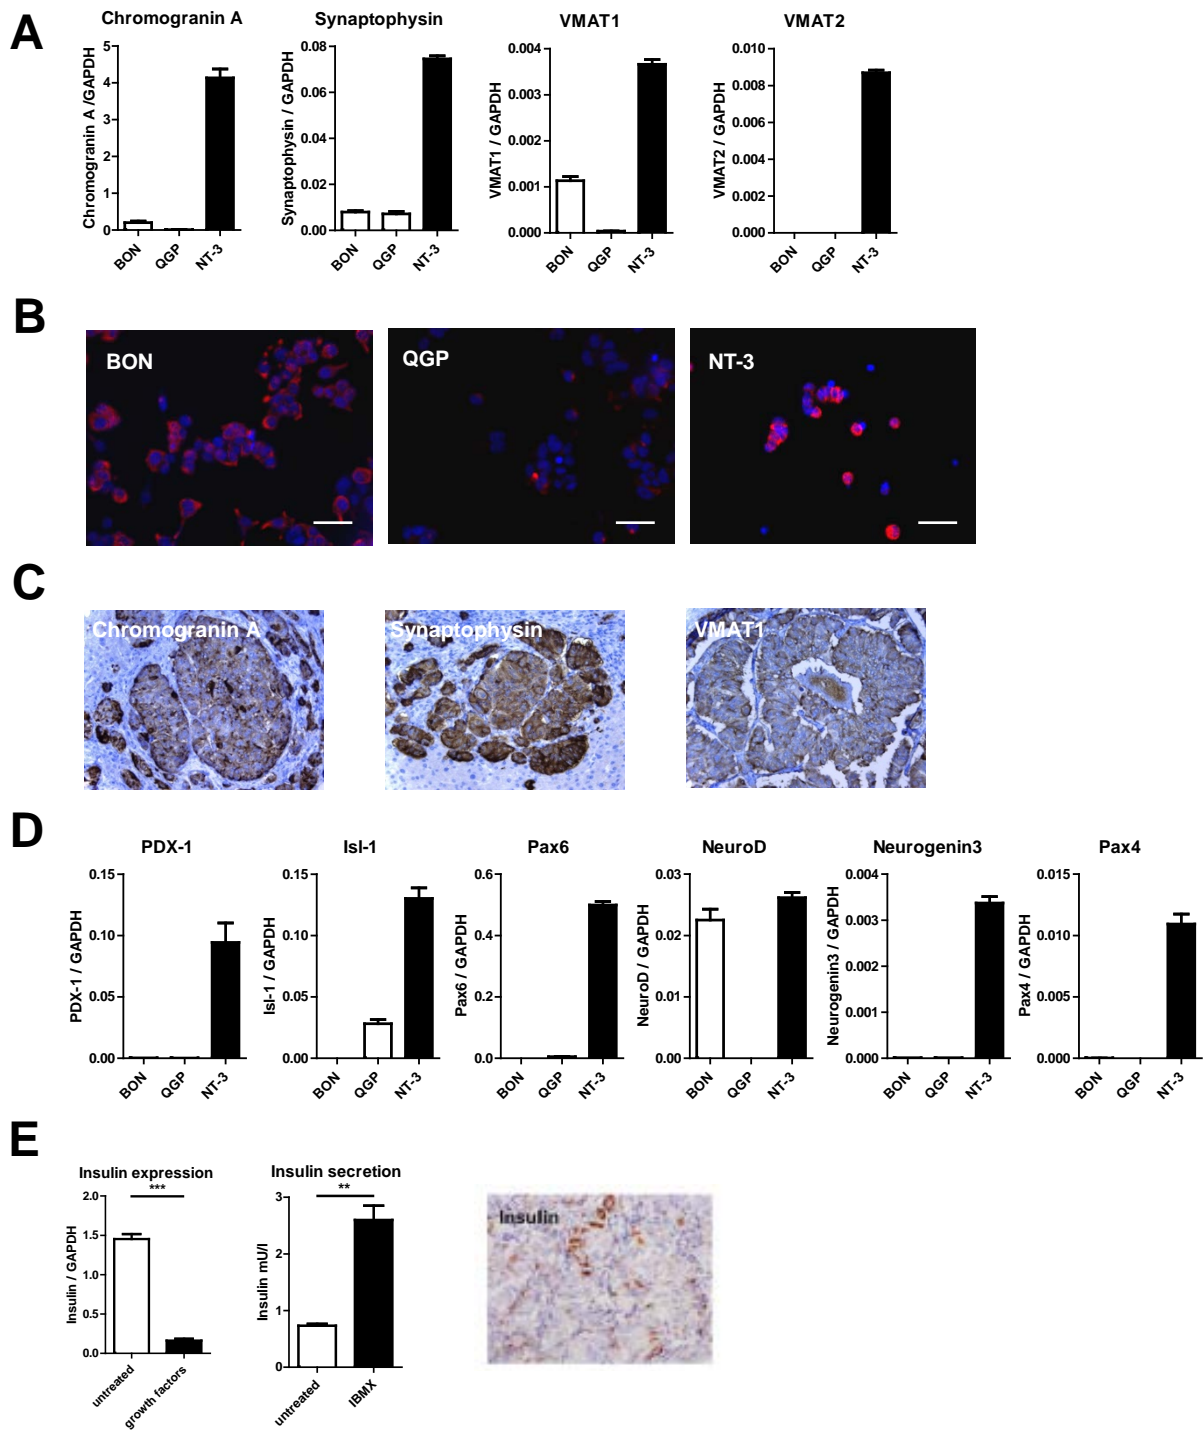 A
Chromogranin A
Synaptophysin
VMAT1
VMAT2
Chromogranin A /GAPDH
5
4
3
2
1
0
BON
QGP
NT-3
Synaptophysin / GAPDH
0.08
0.06
0.04
0.02
0.00
BON
QGP
NT-3
VMAT1 / GAPDH
0.004
0.003
0.002
0.001
0.000
BON
QGP
NT-3
VMAT2 / GAPDH
0.010
0.008
0.006
0.004
0.002
0.000
BON
QGP
NT-3
B
BON
QGP
NT-3
C
Chromogranin A
Synaptophysin
VMAT1
D
PDX-1
Isl-1
Pax6
NeuroD
Neurogenin3
Pax4
PDX-1 / GAPDH
0.15
0.10
0.05
0.00
BON
QGP
NT-3
Isl-1 / GAPDH
0.15
0.10
0.05
0.00
BON
QGP
NT-3
Pax6 / GAPDH
0.6
0.4
0.2
0.0
BON
QGP
NT-3
NeuroD / GAPDH
0.03
0.02
0.01
0.00
BON
QGP
NT-3
Neurogenin3 / GAPDH
0.004
0.003
0.002
0.001
0.000
BON
QGP
NT-3
Pax4 / GAPDH
0.015
0.010
0.005
0.000
BON
QGP
NT-3
E
Insulin expression
***
Insulin / GAPDH
2.0
1.5
1.0
0.5
0.0
untreated
growth factors
Insulin secretion
**
Insulin mU/l
3
2
1
0
untreated
IBMX
Insulin